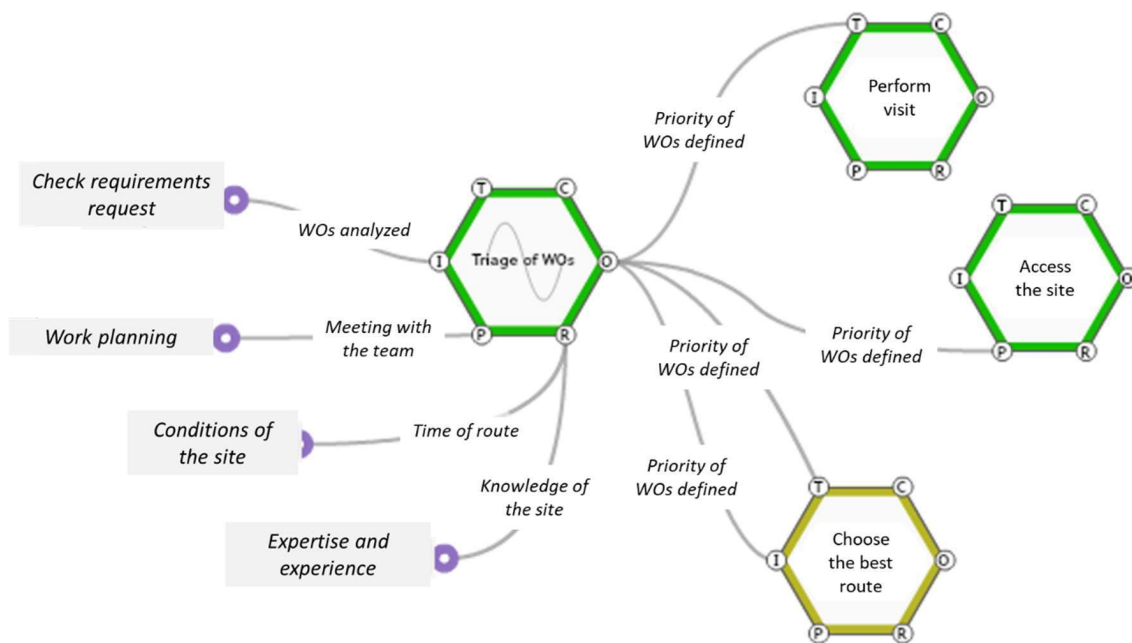 T
C
Perform
visit
I
O
P
R
Priority of
WOs defined
Check requirements
request
WOs analyzed
T
C
I
Triage of WOs
O
P
R
T
C
Access
the site
I
O
P
R
Work planning
Meeting with
the team
Priority of
WOs defined
Priority of
WOs defined
Conditions of
the site
Time of route
Knowledge of
the site
Priority of
WOs defined
Expertise and
experience
T
C
Choose
the best
route
I
O
P
R